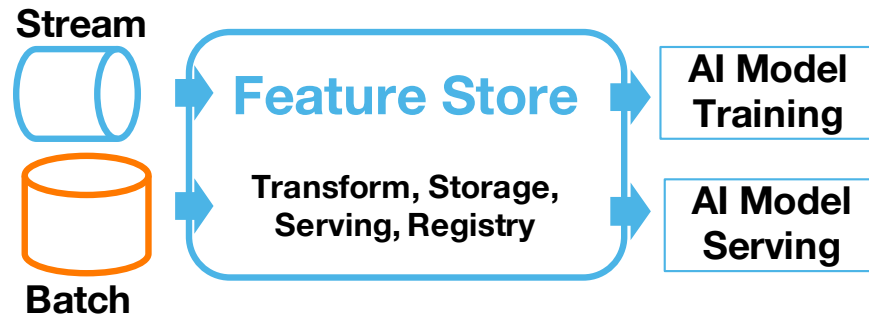 Stream
Feature Store
Transform, Storage,
Serving, Registry
AI Model
Training
AI Model
Serving
Batch